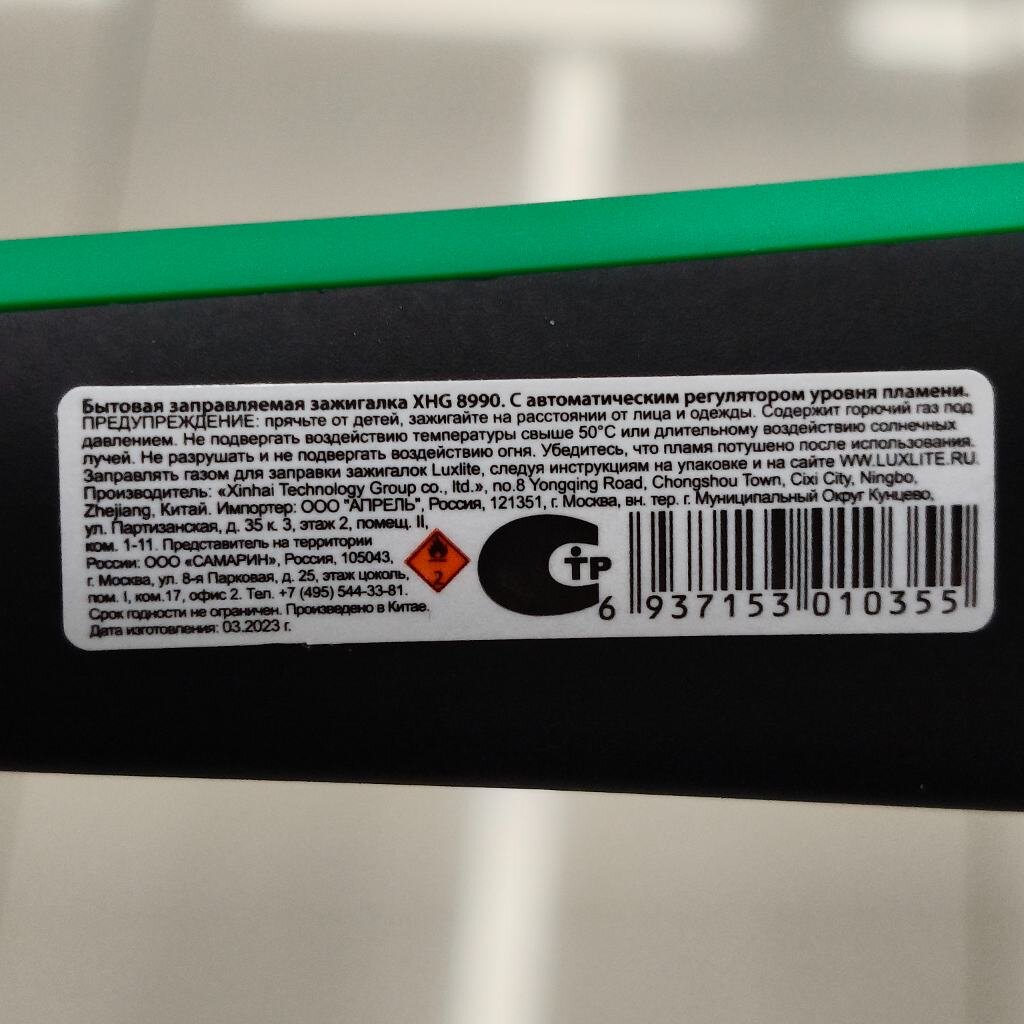 Бытовая заправляемая зажигалка XHG 8990. С автоматическим регулятором уровня пламени.
ПРЕДУПРЕЖДЕНИЕ: прячьте от детей, зажигайте на расстоянии от лица и одежды. Содержит горючий газ под
давлением. Не подвергать воздействию температуры свыше 50°С или длительному воздействию солнечных
лучей. Не разрушать и не подвергать воздействию огня. Убедитесь, что пламя потушено после использования.
Заправлять газом для заправки зажигалок Luxlite, следуя инструкциям на упаковке и на сайте WW.LUXLITE.RU.
Производитель: «Xinhai Technology Group co., ltd.», no.8 Yongqing Road, Chongshou Town, Cixi City, Ningbo,
Zhejiang, Китай. Импортер: ООО "АПРЕЛЬ", Россия, 121351, г. Москва, вн. тер. г. Муниципальный Округ Кунцево,
ул. Партизанская, д. 35 к. 3, этаж 2, помещ. II,
ком. 1-11. Представитель на территории
России: ООО «САМАРИН», Россия, 105043,
г. Москва, ул. 8-я Парковая, д. 25, этаж цоколь,
пом. I, ком.17, офис 2. Тел. +7 (495) 544-33-81.
Срок годности не ограничен. Произведено в Китае.
Дата изготовления: 03.2023 г.
2
стр
6 937153 010355